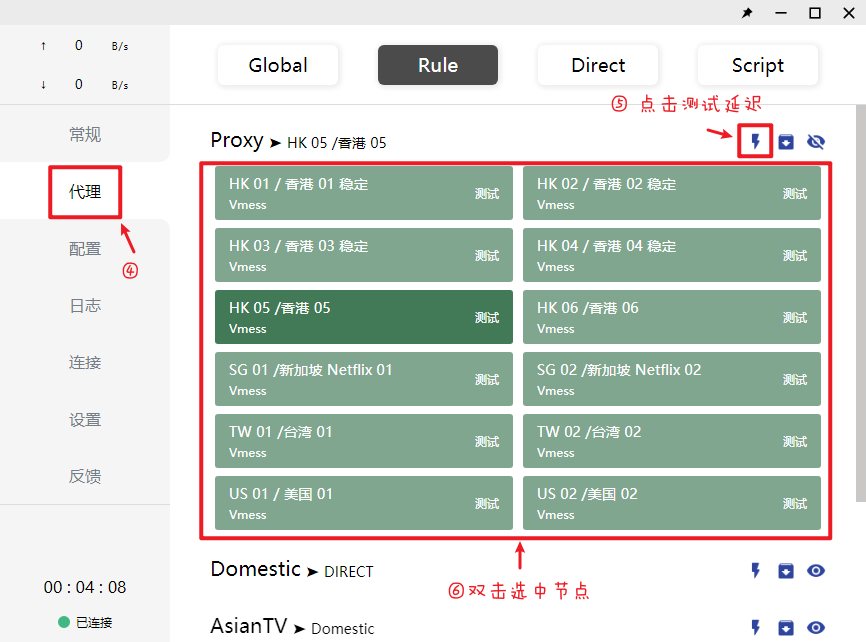 ↑ 0 B/s
↓ 0 B/s
Global Rule Direct Script
⑤ 点击测试延迟
常规
代理
④
配置
日志
连接
设置
反馈
00 : 04 : 08
已连接
Proxy ➤ HK 05 /香港 05
HK 01 / 香港 01 稳定
Vmess
测试
HK 02 / 香港 02 稳定
Vmess
测试
HK 03 / 香港 03 稳定
Vmess
测试
HK 04 / 香港 04 稳定
Vmess
测试
HK 05 /香港 05
Vmess
测试
HK 06 /香港 06
Vmess
测试
SG 01 /新加坡 Netflix 01
Vmess
测试
SG 02 /新加坡 Netflix 02
Vmess
测试
TW 01 /台湾 01
Vmess
测试
TW 02 /台湾 02
Vmess
测试
US 01 / 美国 01
Vmess
测试
US 02 /美国 02
Vmess
测试
⑥双击选中节点
Domestic ➤ DIRECT
AsianTV ➤ Domestic